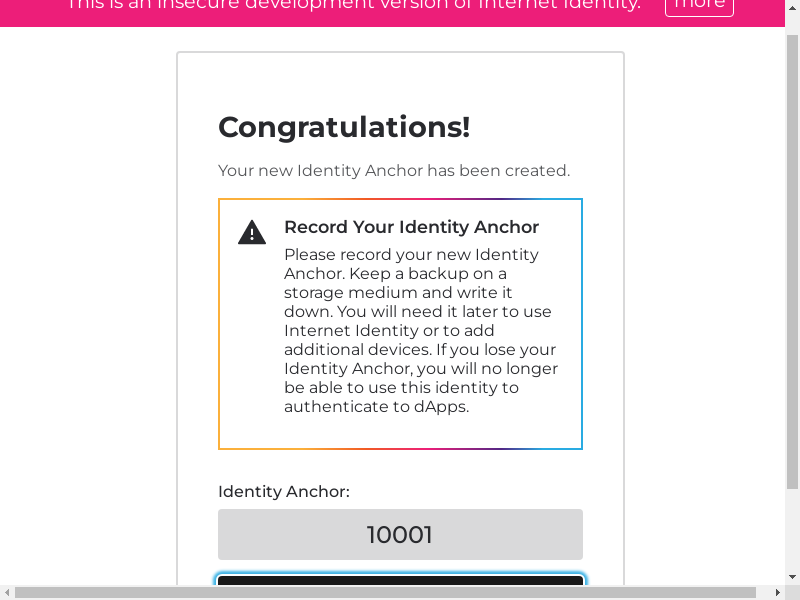 This is an insecure development version of Internet Identity. more
Congratulations!
Your new Identity Anchor has been created.
Record Your Identity Anchor
Please record your new Identity
Anchor. Keep a backup on a
storage medium and write it
down. You will need it later to use
Internet Identity or to add
additional devices. If you lose your
Identity Anchor, you will no longer
be able to use this identity to
authenticate to dApps.
Identity Anchor:
10001